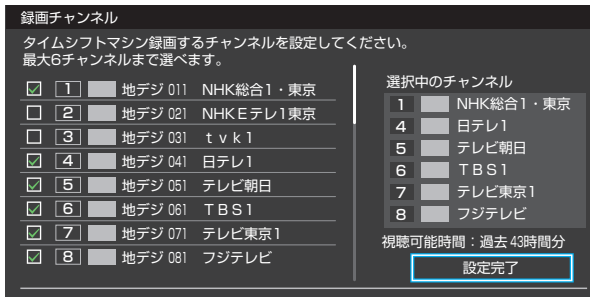 録画チャンネル
タイムシフトマシン録画するチャンネルを設定してください。
最大6チャンネルまで選べます。
1 地デジ 011 NHK総合1・東京
2 地デジ 021 NHKEテレ1東京
3 地デジ 031 tvk1
4 地デジ 041 日テレ1
5 地デジ 051 テレビ朝日
6 地デジ 061 TBS1
7 地デジ 071 テレビ東京1
8 地デジ 081 フジテレビ
選択中のチャンネル
1 NHK総合1・東京
4 日テレ1
5 テレビ朝日
6 TBS1
7 テレビ東京1
8 フジテレビ
視聴可能時間:過去43時間分
設定完了